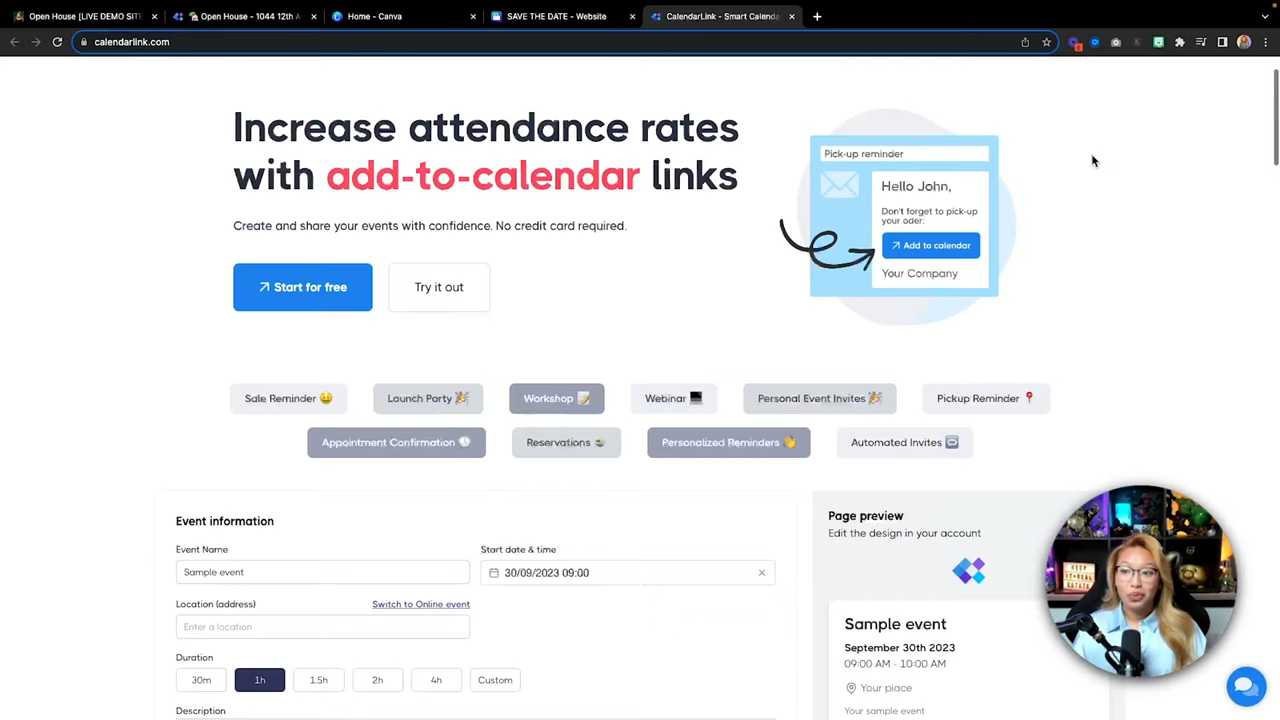 Open House [LIVE DEMO SITE
Open House - 1044 12th A
Home - Canva
SAVE THE DATE - Website
CalendarLink - Smart Calenda
calendarlink.com
Increase attendance rates
with add-to-calendar links
Create and share your events with confidence. No credit card required.
Start for free
Try it out
Pick-up reminder
Hello John,
Don't forget to pick-up
your oder:
Add to calendar
Your Company
Sale Reminder
Launch Party
Workshop
Webinar
Personal Event Invites
Pickup Reminder
Appointment Confirmation
Reservations
Personalized Reminders
Automated Invites
Event information
Event Name
Sample event
Start date & time
30/09/2023 09:00
Location (address)
Switch to Online event
Enter a location
Duration
30m
1h
1.5h
2h
4h
Custom
Description
Page preview
Edit the design in your account
Sample event
September 30th 2023
09:00 AM - 10:00 AM
Your place
Your sample event
KEEP
IT REAL
ESTATE